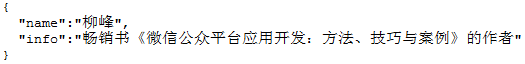 {
"name":"柳峰",
"info":"畅销书《微信公众平台应用开发：方法、技巧与案例》的作者"
}